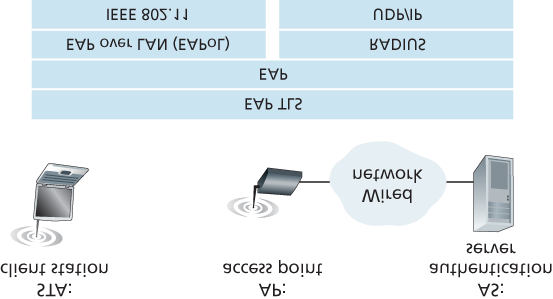 STA:
client station
AP:
access point
AS:
authentication
server
Wired
network
EAP TLS
EAP
EAP over LAN (EAPoL)
RADIUS
IEEE 802.11
UDP/IP